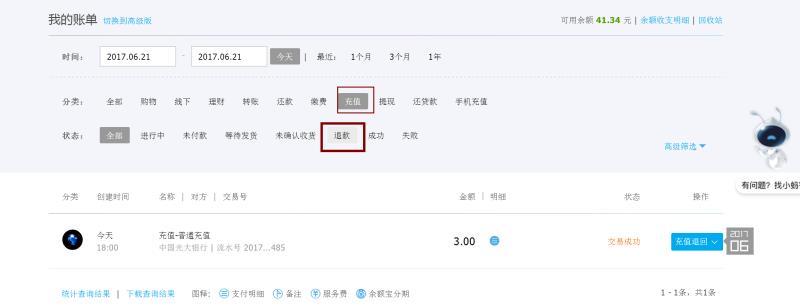 我的账单 切换到高级版 可用余额 41.34 元 | 余额收支明细 | 回收站
时间： 2017.06.21 - 2017.06.21 今天 | 最近： 1个月 3个月 1年
分类： 全部 购物 线下 理财 转账 还款 缴费 充值 提现 还贷款 手机充值
状态： 全部 进行中 未付款 等待发货 未确认收货 退款 成功 失败
高级筛选
有问题？找小蚂
分类 创建时间 名称 | 对方 | 交易号 金额 | 明细 状态 操作
今天 充值-普通充值
18:00 中国光大银行 | 流水号 2017...485 3.00 交易成功 充值退回
2017
06
统计查询结果 | 下载查询结果 图释： 支付明细 备注 服务费 余额宝分期 1 - 1条，共1条